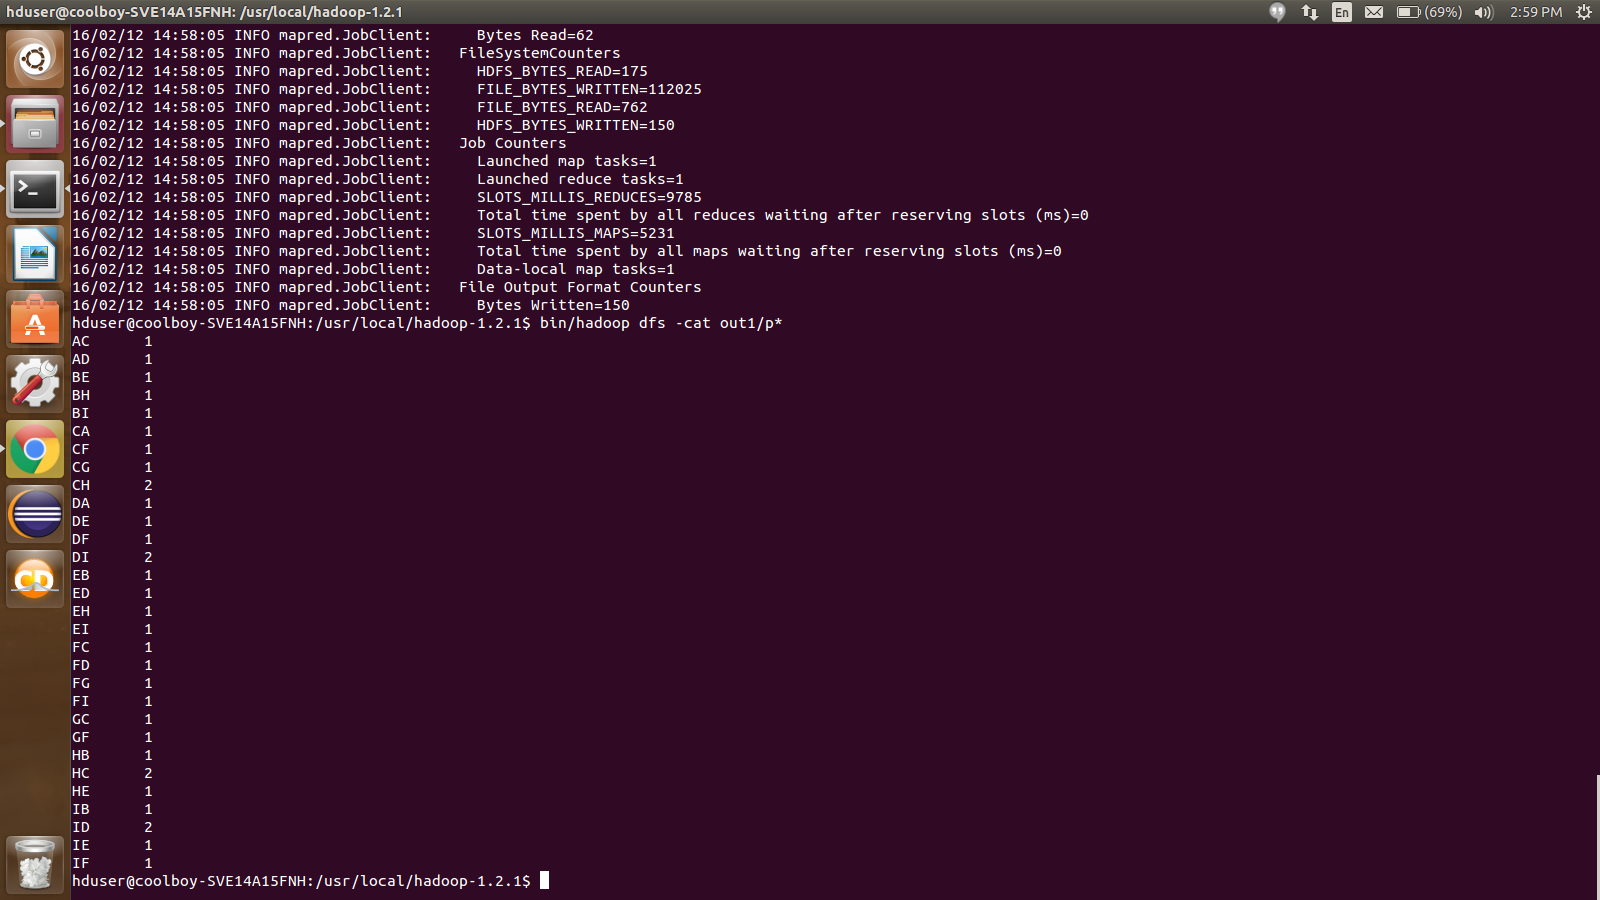 hduser@coolboy-SVE14A15FNH: /usr/local/hadoop-1.2.1 En (69%) 2:59 PM
16/02/12 14:58:05 INFO mapred.JobClient:     Bytes Read=62
16/02/12 14:58:05 INFO mapred.JobClient:   FileSystemCounters
16/02/12 14:58:05 INFO mapred.JobClient:     HDFS_BYTES_READ=175
16/02/12 14:58:05 INFO mapred.JobClient:     FILE_BYTES_WRITTEN=112025
16/02/12 14:58:05 INFO mapred.JobClient:     FILE_BYTES_READ=762
16/02/12 14:58:05 INFO mapred.JobClient:     HDFS_BYTES_WRITTEN=150
16/02/12 14:58:05 INFO mapred.JobClient:   Job Counters
16/02/12 14:58:05 INFO mapred.JobClient:     Launched map tasks=1
16/02/12 14:58:05 INFO mapred.JobClient:     Launched reduce tasks=1
16/02/12 14:58:05 INFO mapred.JobClient:     SLOTS_MILLIS_REDUCES=9785
16/02/12 14:58:05 INFO mapred.JobClient:     Total time spent by all reduces waiting after reserving slots (ms)=0
16/02/12 14:58:05 INFO mapred.JobClient:     SLOTS_MILLIS_MAPS=5231
16/02/12 14:58:05 INFO mapred.JobClient:     Total time spent by all maps waiting after reserving slots (ms)=0
16/02/12 14:58:05 INFO mapred.JobClient:     Data-local map tasks=1
16/02/12 14:58:05 INFO mapred.JobClient:   File Output Format Counters
16/02/12 14:58:05 INFO mapred.JobClient:     Bytes Written=150
hduser@coolboy-SVE14A15FNH:/usr/local/hadoop-1.2.1$ bin/hadoop dfs -cat out1/p*
AC      1
AD      1
BE      1
BH      1
BI      1
CA      1
CF      1
CG      1
CH      2
DA      1
DE      1
DF      1
DI      2
EB      1
ED      1
EH      1
EI      1
FC      1
FD      1
FG      1
FI      1
GC      1
GF      1
HB      1
HC      2
HE      1
IB      1
ID      2
IE      1
IF      1
hduser@coolboy-SVE14A15FNH:/usr/local/hadoop-1.2.1$